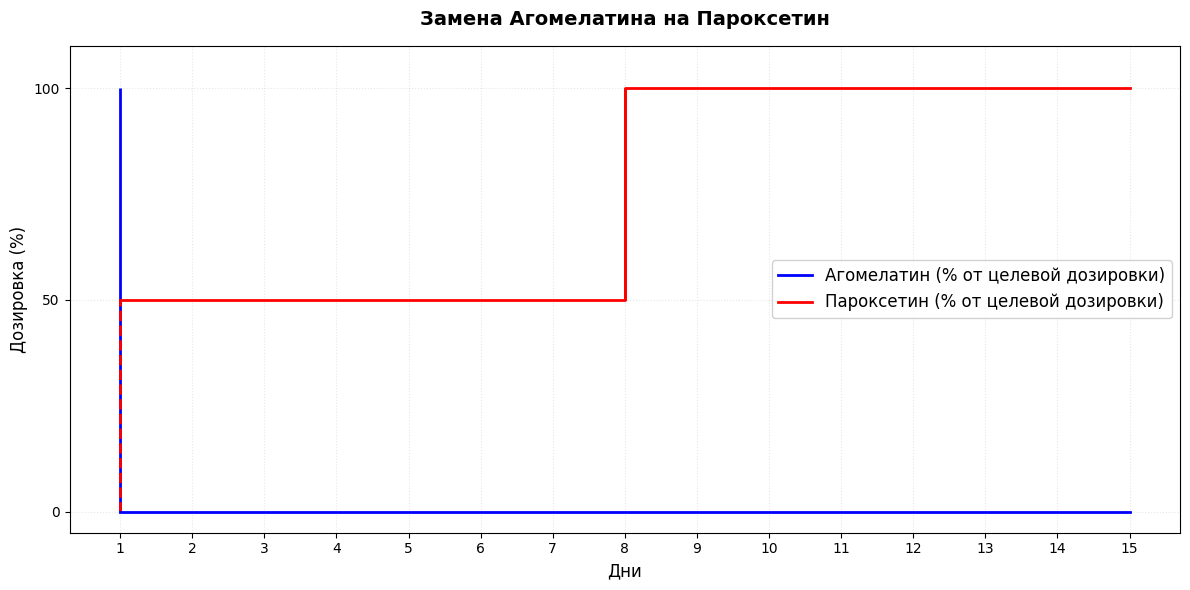 Замена Агомелатина на Пароксетин
Дозировка (%)
100
50
0
Агомелатин (% от целевой дозировки)
Пароксетин (% от целевой дозировки)
1 2 3 4 5 6 7 8 9 10 11 12 13 14 15
Дни